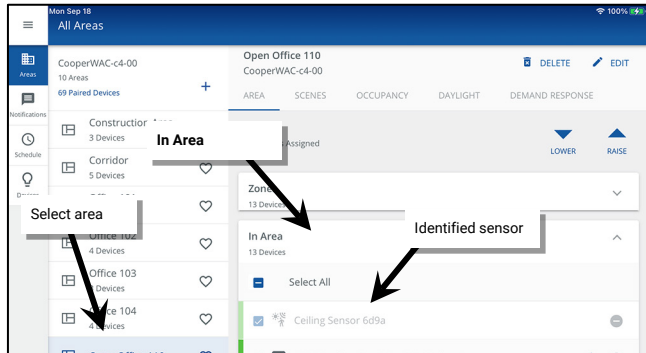 Mon Sep 18
100%
All Areas
Areas
Notifications
Schedule
CooperWAC-c4-00
10 Areas
69 Paired Devices
+
Construction
3 Devices
Corridor
5 Devices
Office 102
4 Devices
Office 103
Devices
104
4 Devices
Open Office 110
CooperWAC-c4-00
DELETE
EDIT
AREA
SCENES
OCCUPANCY
DAYLIGHT
DEMAND RESPONSE
Assigned
LOWER
RAISE
Zone
13 Devices
In Area
13 Devices
Select All
Ceiling Sensor 6d9a
In Area
Select area
Identified sensor